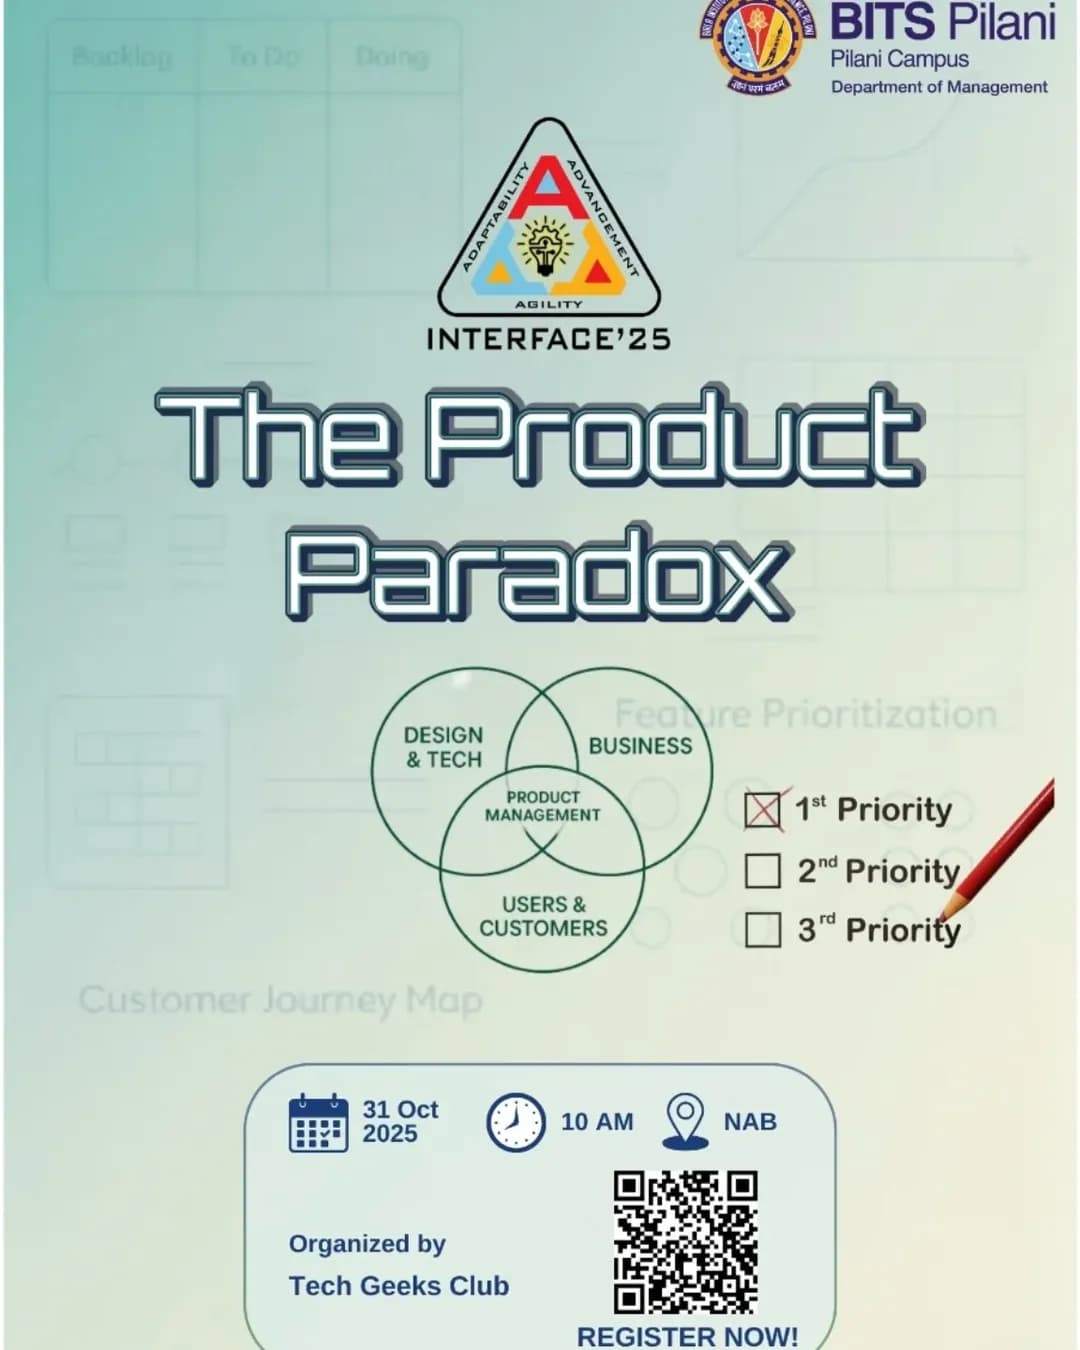 BITS Pilani
Pilani Campus
Department of Management
Backlog
To Do
Doing
ADAPTABILITY
ADVANCEMENT
AGILITY
INTERFACE'25
The Product
Paradox
DESIGN
& TECH
BUSINESS
PRODUCT
MANAGEMENT
USERS &
CUSTOMERS
Feature Prioritization
1st Priority
2nd Priority
3rd Priority
Customer Journey Map
31 Oct
2025
10 AM
NAB
Organized by
Tech Geeks Club
REGISTER NOW!